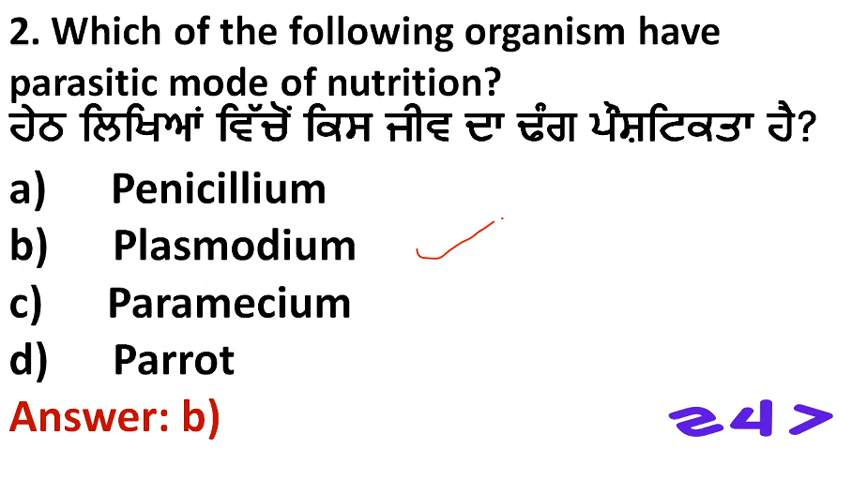 2. Which of the following organism have
parasitic mode of nutrition?
ਹੇਠ ਲਿਖਿਆਂ ਵਿੱਚੋਂ ਕਿਸ ਜੀਵ ਦਾ ਢੰਗ ਪੌਸ਼ਟਿਕਤਾ ਹੈ?
a) Penicillium
b) Plasmodium
c) Paramecium
d) Parrot
Answer: b)